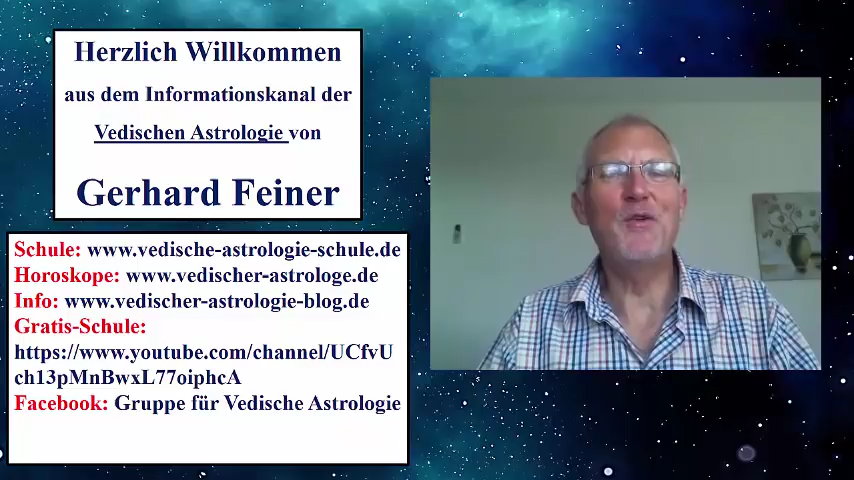 Herzlich Willkommen
aus dem Informationskanal der
Vedischen Astrologie von
Gerhard Feiner
Schule: www.vedische-astrologie-schule.de
Horoskope: www.vedischer-astrologe.de
Info: www.vedischer-astrologie-blog.de
Gratis-Schule:
https://www.youtube.com/channel/UCfvU
ch13pMnBwxL77oiphcA
Facebook: Gruppe für Vedische Astrologie